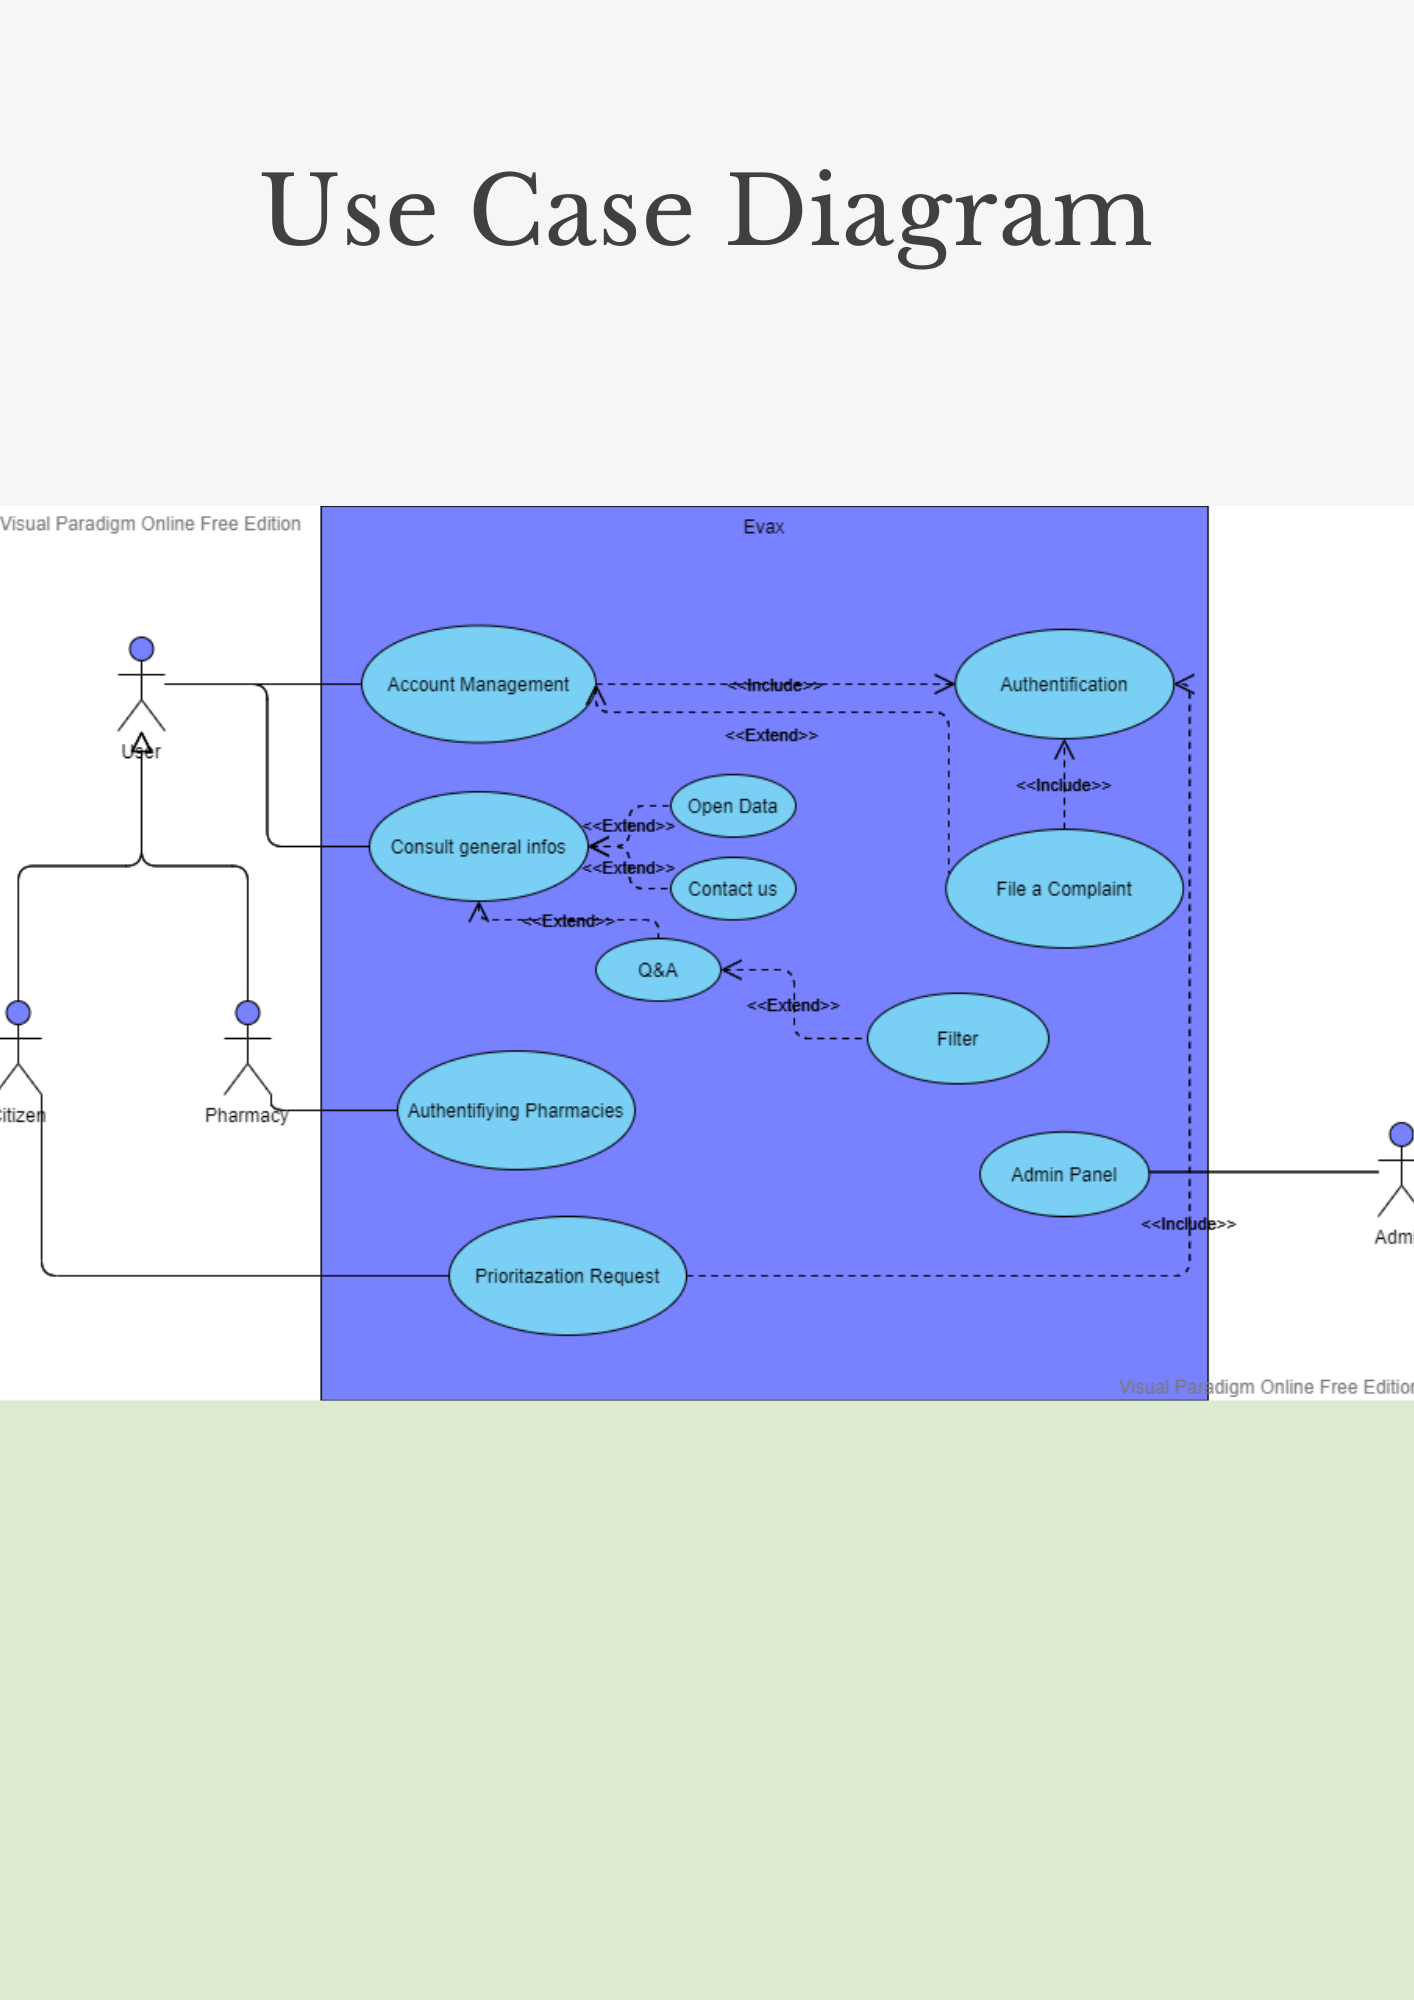 Use Case Diagram
Visual Paradigm Online Free Edition
Evax
Account Management
<<Include>>
Authentification
User
<<Extend>>
<<Include>>
Open Data
<<Extend>>
Consult general infos
<<Extend>>
Contact us
File a Complaint
<<Extend>>
Q&A
<<Extend>>
Filter
itizen
Pharmacy
Authentifiying Pharmacies
Admin Panel
<<Include>>
Adm
Prioritazation Request
Visual Paradigm Online Free Edition